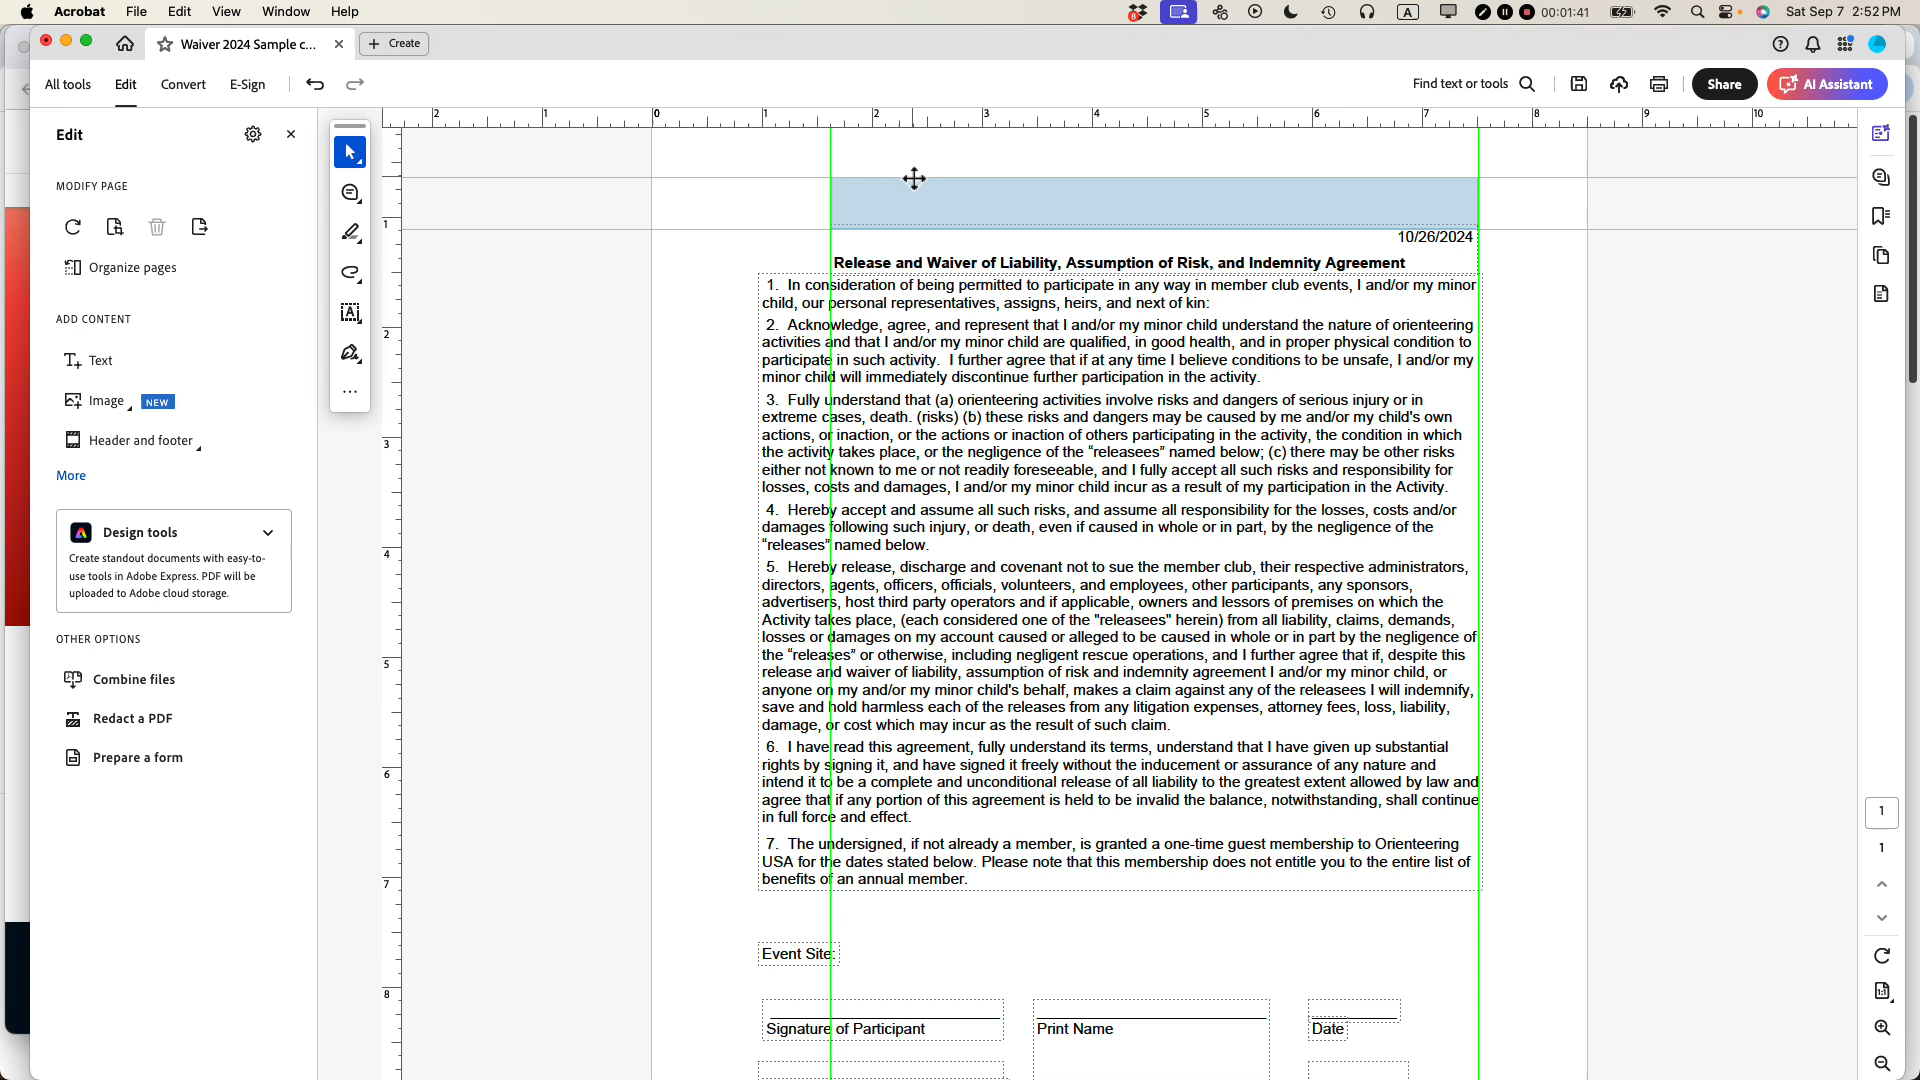 Acrobat File Edit View Window Help
8 A 00:01:41 Sat Sep 7 2:52 PM
Waiver 2024 Sample c...
Create
All tools Edit Convert E-Sign
Find text or tools
Share
AI Assistant
2 1 0 1 2 3 4 5 6 7 8 9 10
Edit
MODIFY PAGE
Organize pages
ADD CONTENT
Text
Image NEW
Header and footer
More
Design tools
Create standout documents with easy-to-
use tools in Adobe Express. PDF will be
uploaded to Adobe cloud storage.
OTHER OPTIONS
Combine files
Redact a PDF
Prepare a form
1
2
3
4
5
6
7
8
10/26/2024
Release and Waiver of Liability, Assumption of Risk, and Indemnity Agreement
1. In consideration of being permitted to participate in any way in member club events, I and/or my minor
child, our personal representatives, assigns, heirs, and next of kin:
2. Acknowledge, agree, and represent that I and/or my minor child understand the nature of orienteering
activities and that I and/or my minor child are qualified, in good health, and in proper physical condition to
participate in such activity. I further agree that if at any time I believe conditions to be unsafe, I and/or my
minor child will immediately discontinue further participation in the activity.
3. Fully understand that (a) orienteering activities involve risks and dangers of serious injury or in
extreme cases, death. (risks) (b) these risks and dangers may be caused by me and/or my child's own
actions, or inaction, or the actions or inaction of others participating in the activity, the condition in which
the activity takes place, or the negligence of the “releasees” named below; (c) there may be other risks
either not known to me or not readily foreseeable, and I fully accept all such risks and responsibility for
losses, costs and damages, I and/or my minor child incur as a result of my participation in the Activity.
4. Hereby accept and assume all such risks, and assume all responsibility for the losses, costs and/or
damages following such injury, or death, even if caused in whole or in part, by the negligence of the
“releases” named below.
5. Hereby release, discharge and covenant not to sue the member club, their respective administrators,
directors, agents, officers, officials, volunteers, and employees, other participants, any sponsors,
advertisers, host third party operators and if applicable, owners and lessors of premises on which the
Activity takes place, (each considered one of the "releasees" herein) from all liability, claims, demands,
losses or damages on my account caused or alleged to be caused in whole or in part by the negligence of
the “releases” or otherwise, including negligent rescue operations, and I further agree that if, despite this
release and waiver of liability, assumption of risk and indemnity agreement I and/or my minor child, or
anyone on my and/or my minor child's behalf, makes a claim against any of the releasees I will indemnify,
save and hold harmless each of the releases from any litigation expenses, attorney fees, loss, liability,
damage, or cost which may incur as the result of such claim.
6. I have read this agreement, fully understand its terms, understand that I have given up substantial
rights by signing it, and have signed it freely without the inducement or assurance of any nature and
intend it to be a complete and unconditional release of all liability to the greatest extent allowed by law and
agree that if any portion of this agreement is held to be invalid the balance, notwithstanding, shall continue
in full force and effect.
7. The undersigned, if not already a member, is granted a one-time guest membership to Orienteering
USA for the dates stated below. Please note that this membership does not entitle you to the entire list of
benefits of an annual member.
Event Site:
Signature of Participant Print Name Date
1
1